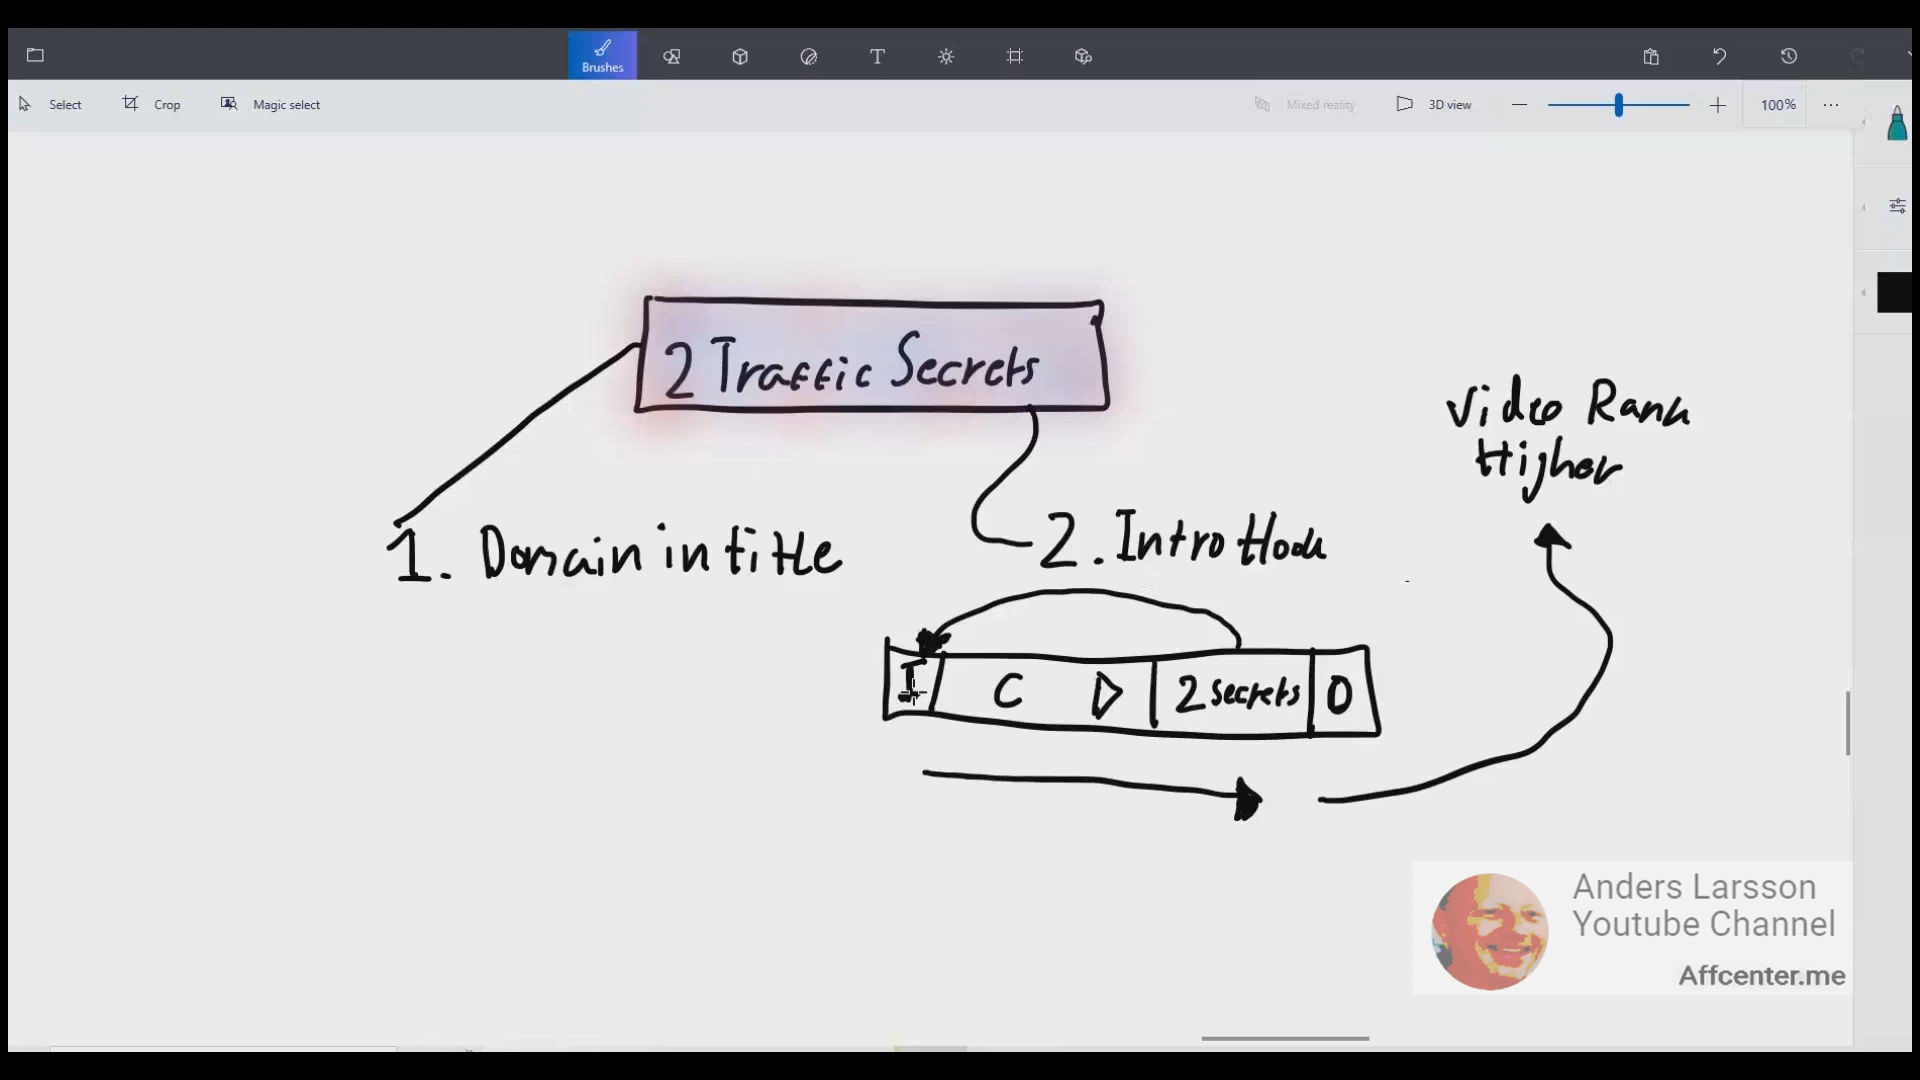 Brushes
Select Crop Magic select Mixed reality 3D view 100%
2 Traffic Secrets
Video Rank
Higher
1. Domain in title
2. Intro Hook
I C 2 secrets O
Anders Larsson
Youtube Channel
Affcenter.me